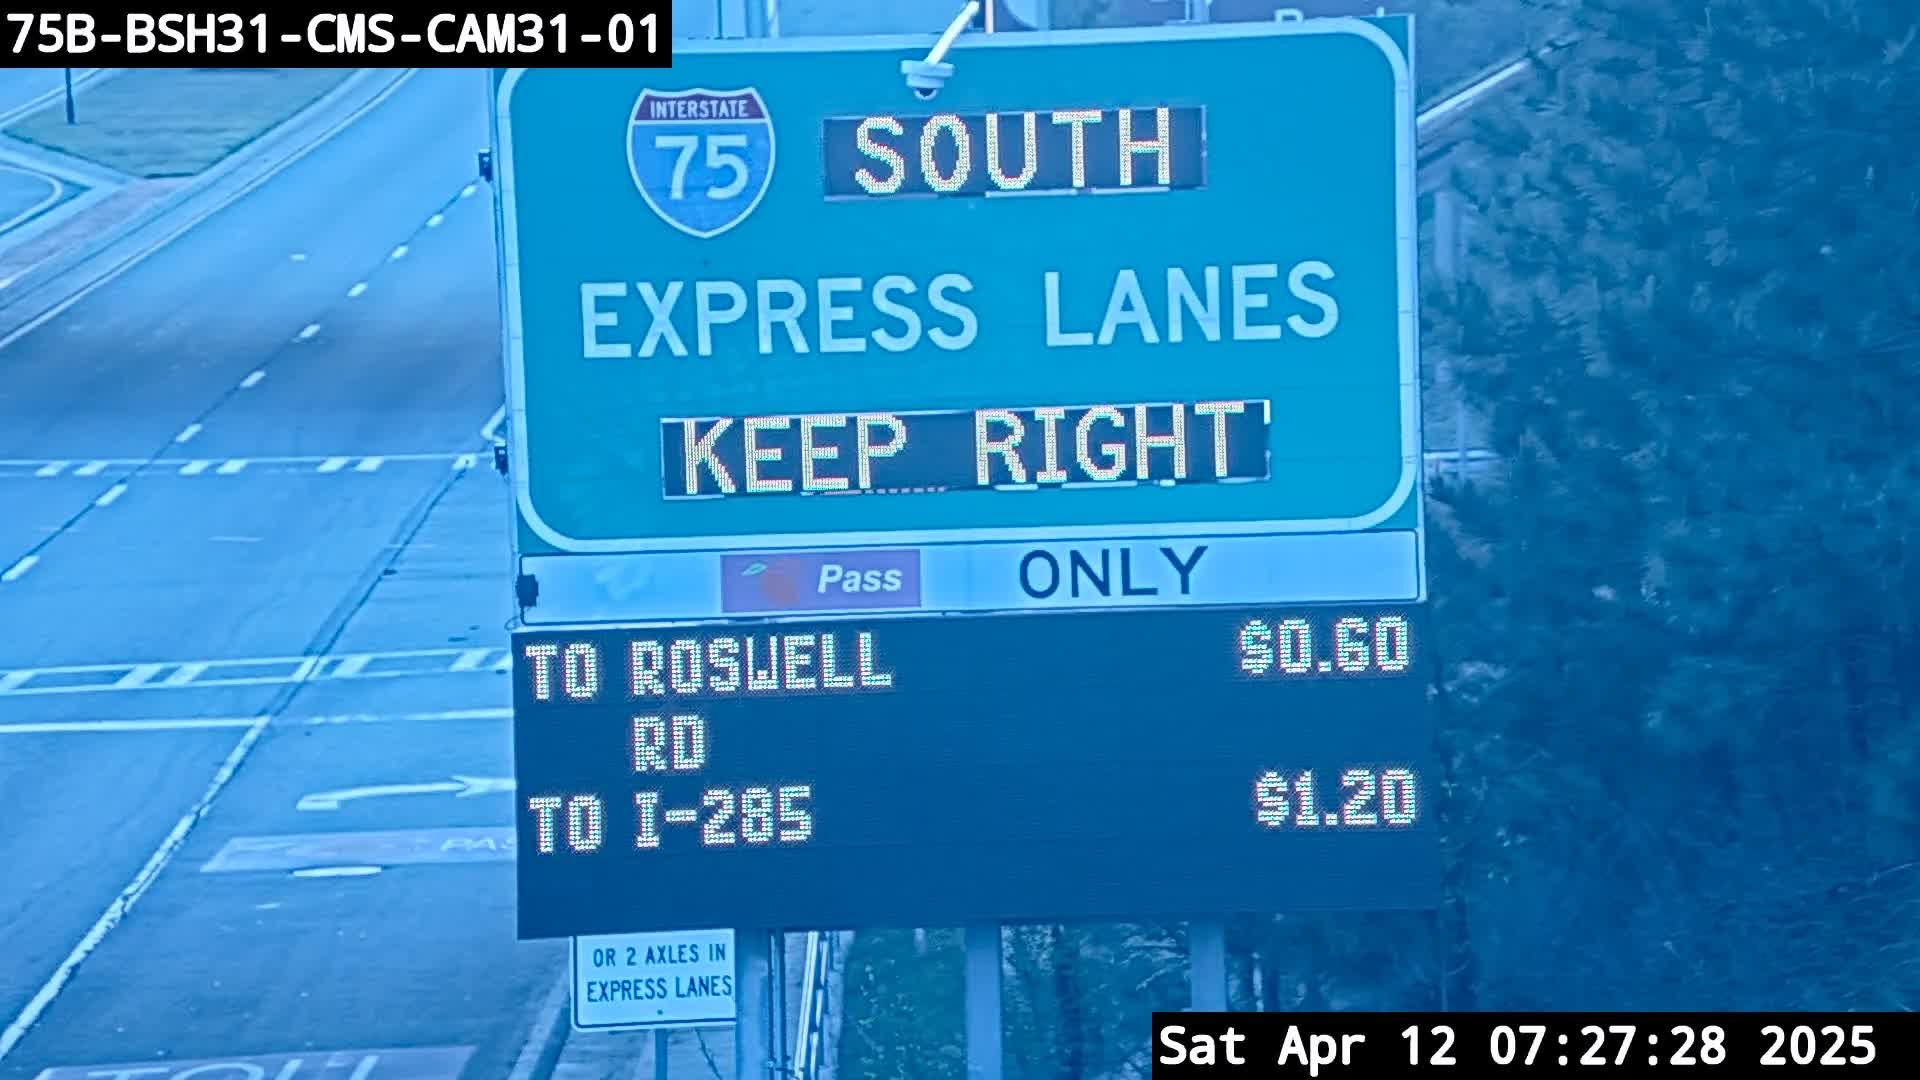 75B-BSH31-CMS-CAM31-01
INTERSTATE
75
SOUTH
EXPRESS LANES
KEEP RIGHT
Pass ONLY
TO ROSWELL $0.60
RD
TO I-285 $1.20
OR 2 AXLES IN
EXPRESS LANES
Sat Apr 12 07:27:28 2025